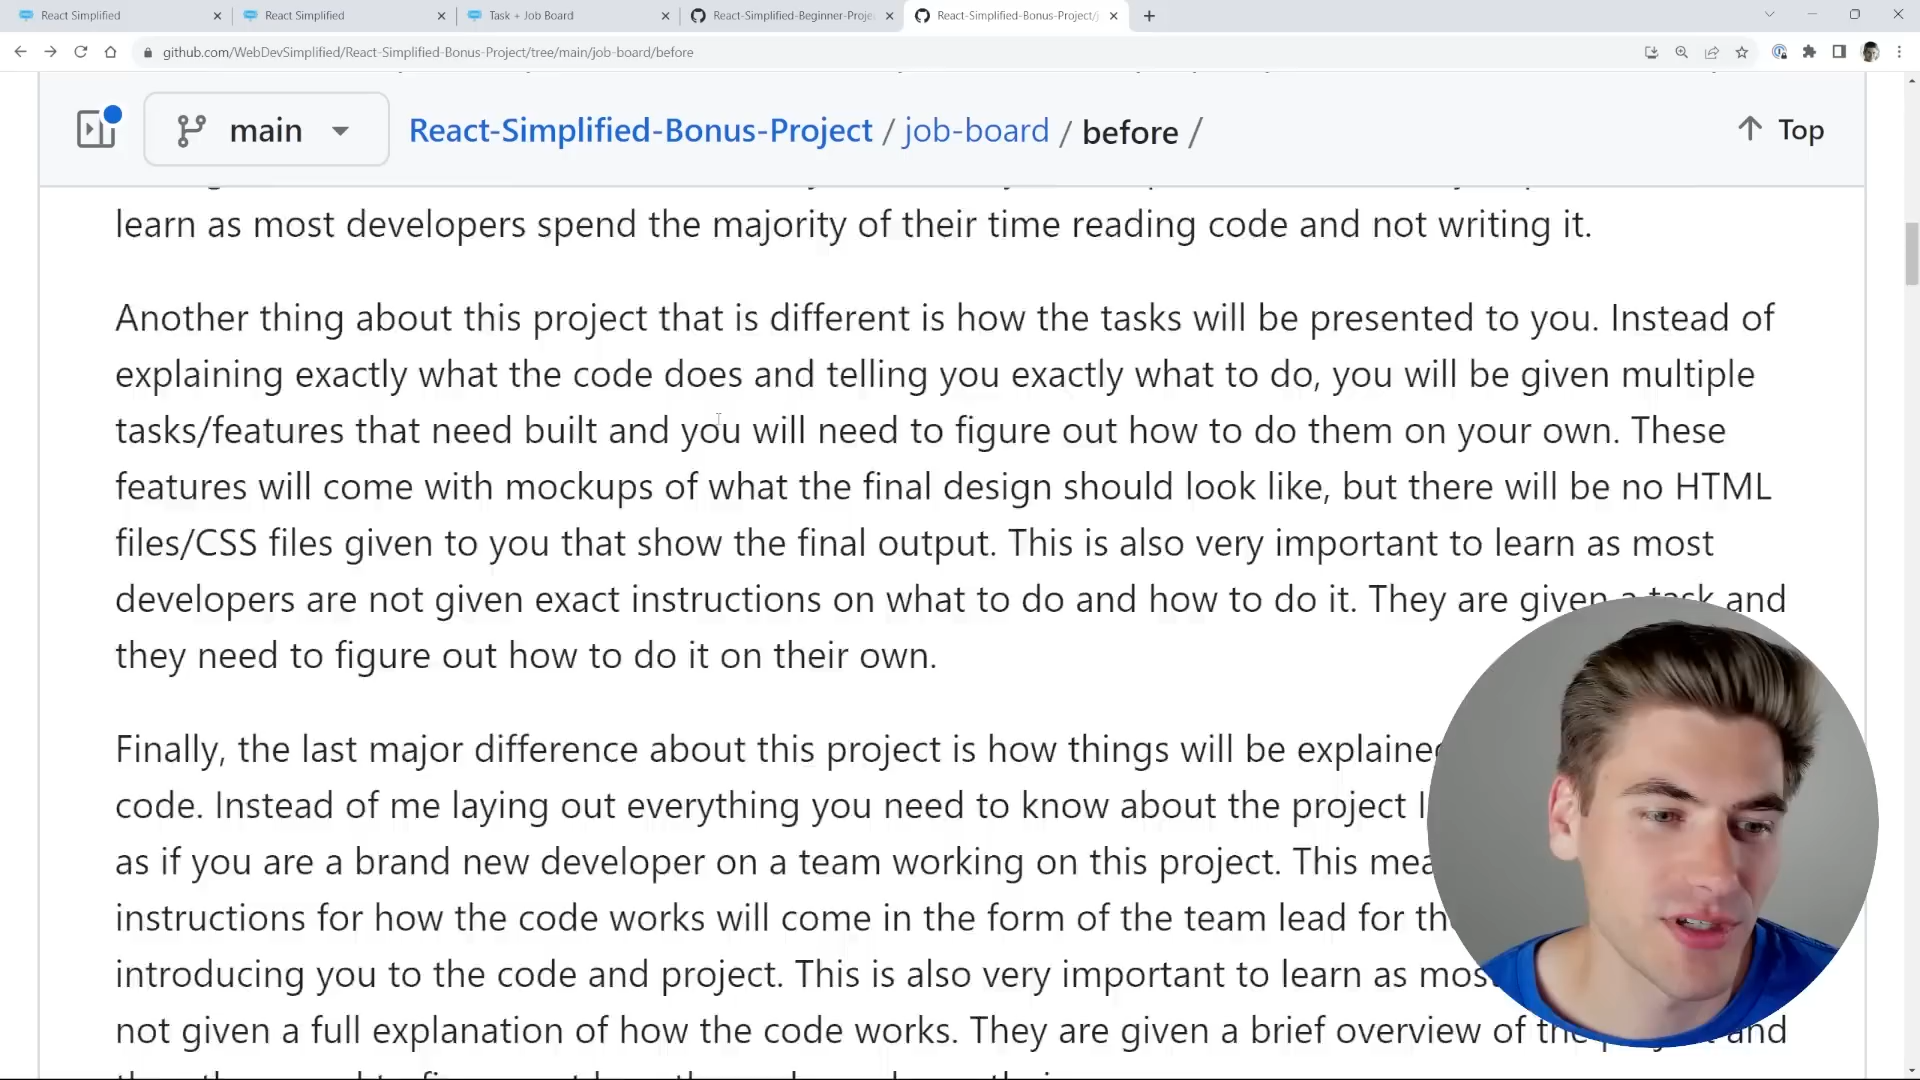 React Simplified
React Simplified
Task + Job Board
React-Simplified-Beginner-Proje
React-Simplified-Bonus-Project/j
github.com/WebDevSimplified/React-Simplified-Bonus-Project/tree/main/job-board/before
main
React-Simplified-Bonus-Project / job-board / before /
Top
learn as most developers spend the majority of their time reading code and not writing it.
Another thing about this project that is different is how the tasks will be presented to you. Instead of
explaining exactly what the code does and telling you exactly what to do, you will be given multiple
tasks/features that need built and you will need to figure out how to do them on your own. These
features will come with mockups of what the final design should look like, but there will be no HTML
files/CSS files given to you that show the final output. This is also very important to learn as most
developers are not given exact instructions on what to do and how to do it. They are given a task and
they need to figure out how to do it on their own.
Finally, the last major difference about this project is how things will be explained
code. Instead of me laying out everything you need to know about the project I
as if you are a brand new developer on a team working on this project. This mea
instructions for how the code works will come in the form of the team lead for th
introducing you to the code and project. This is also very important to learn as mos
not given a full explanation of how the code works. They are given a brief overview of the project and